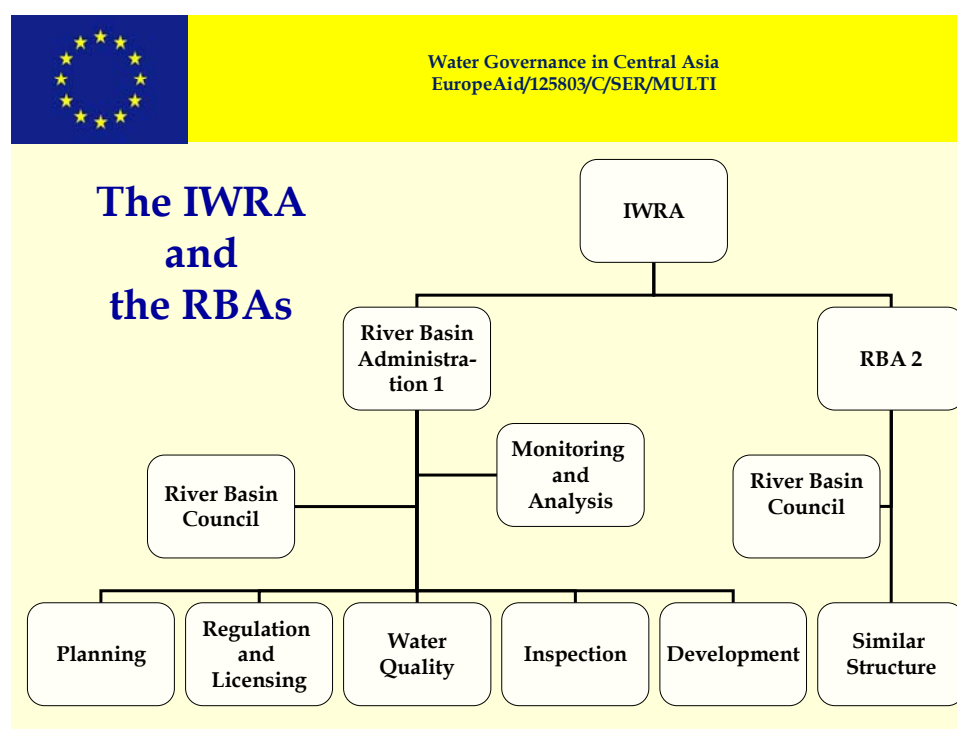 Water Governance in Central Asia
EuropeAid/125803/C/SER/MULTI
The IWRA
and
the RBAs
IWRA
River Basin
Administra-
tion 1
RBA 2
Monitoring
and
Analysis
River Basin
Council
River Basin
Council
Planning
Regulation
and
Licensing
Water
Quality
Inspection
Development
Similar
Structure